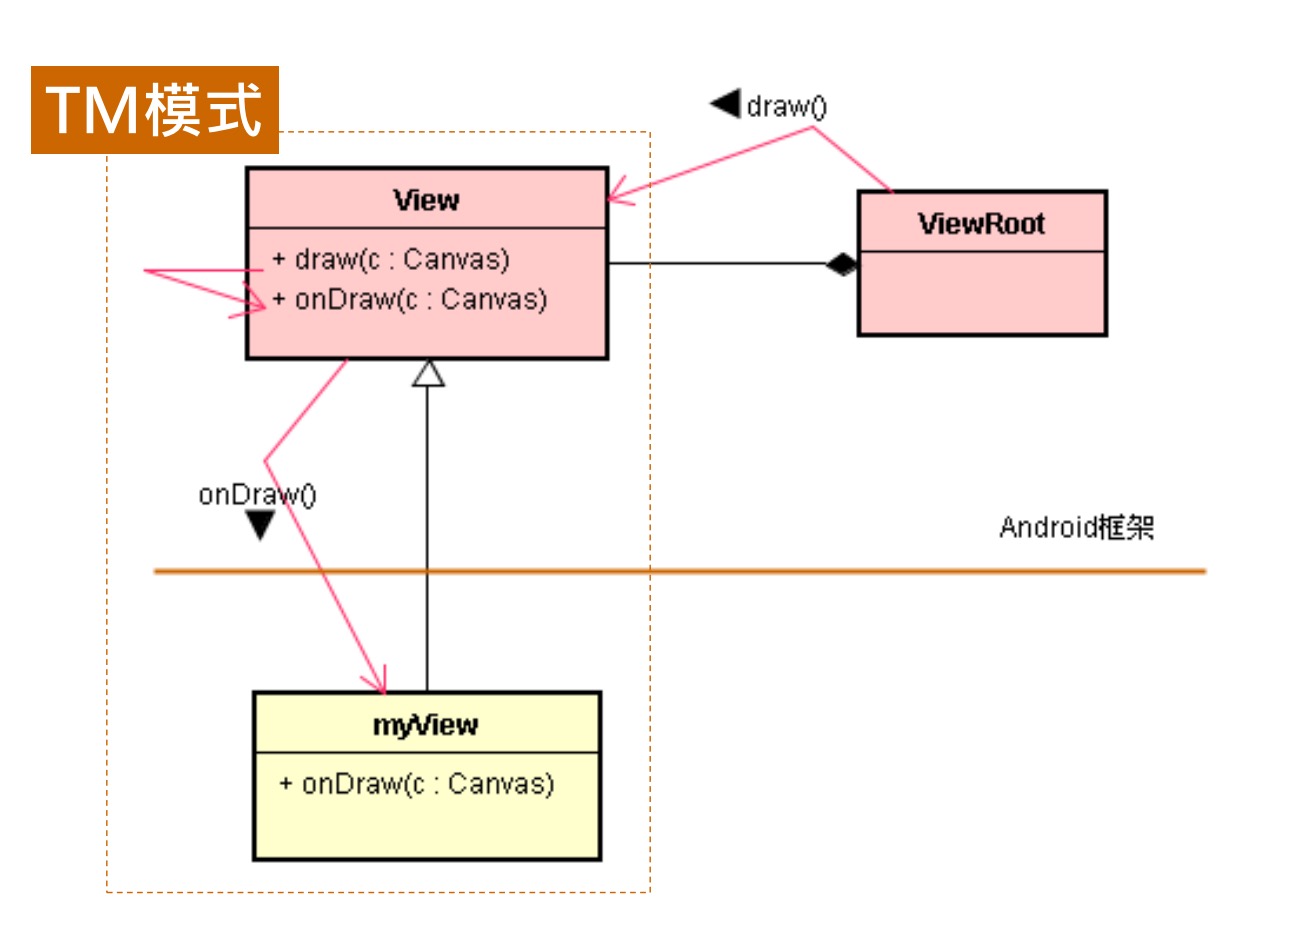 TM模式
draw()
View
+ draw(c : Canvas)
+ onDraw(c : Canvas)
ViewRoot
onDraw()
Android框架
myView
+ onDraw(c : Canvas)